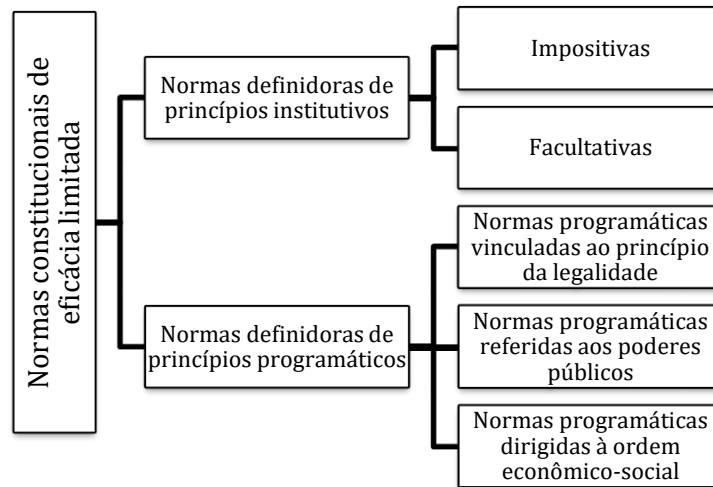 Normas constitucionais de
eficácia limitada
Normas definidoras de
princípios institutivos
Impositivas
Facultativas
Normas definidoras de
princípios programáticos
Normas programáticas
vinculadas ao princípio
da legalidade
Normas programáticas
referidas aos poderes
públicos
Normas programáticas
dirigidas à ordem
econômico-social